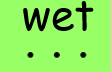 wet
. . .